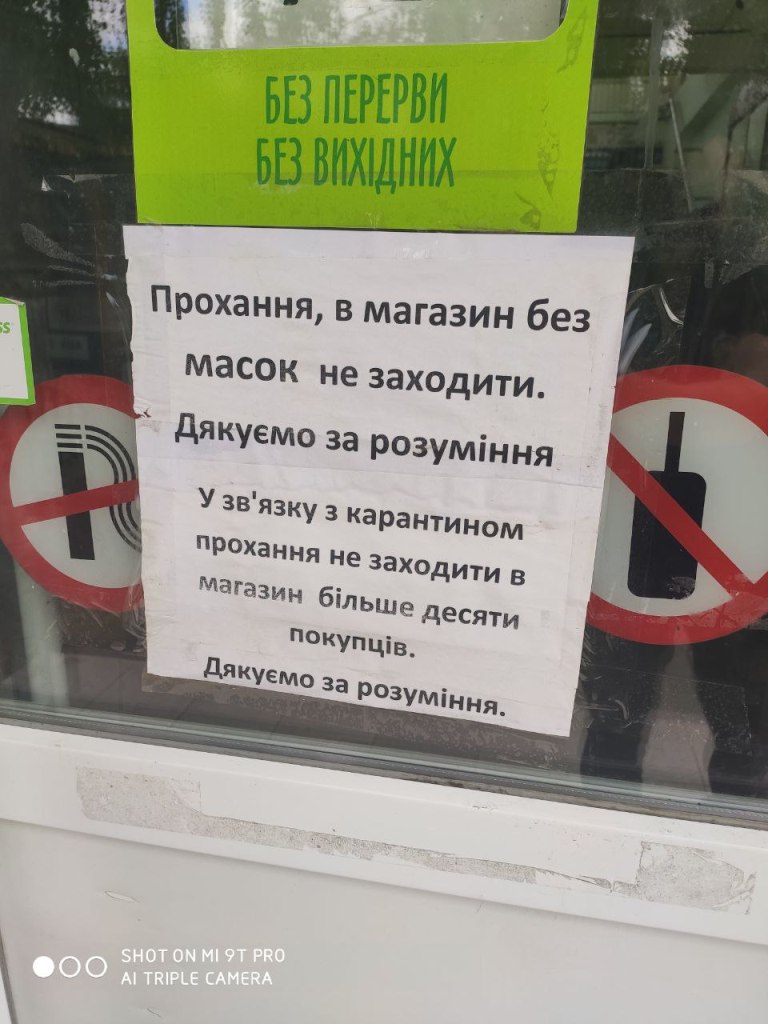 БЕЗ ПЕРЕРВИ
БЕЗ ВИХІДНИХ
Прохання, в магазин без
масок не заходити.
Дякуємо за розуміння
У зв'язку з карантином
прохання не заходити в
магазин більше десяти
покупців.
Дякуємо за розуміння.
SS
SHOT ON MI 9T PRO
AI TRIPLE CAMERA